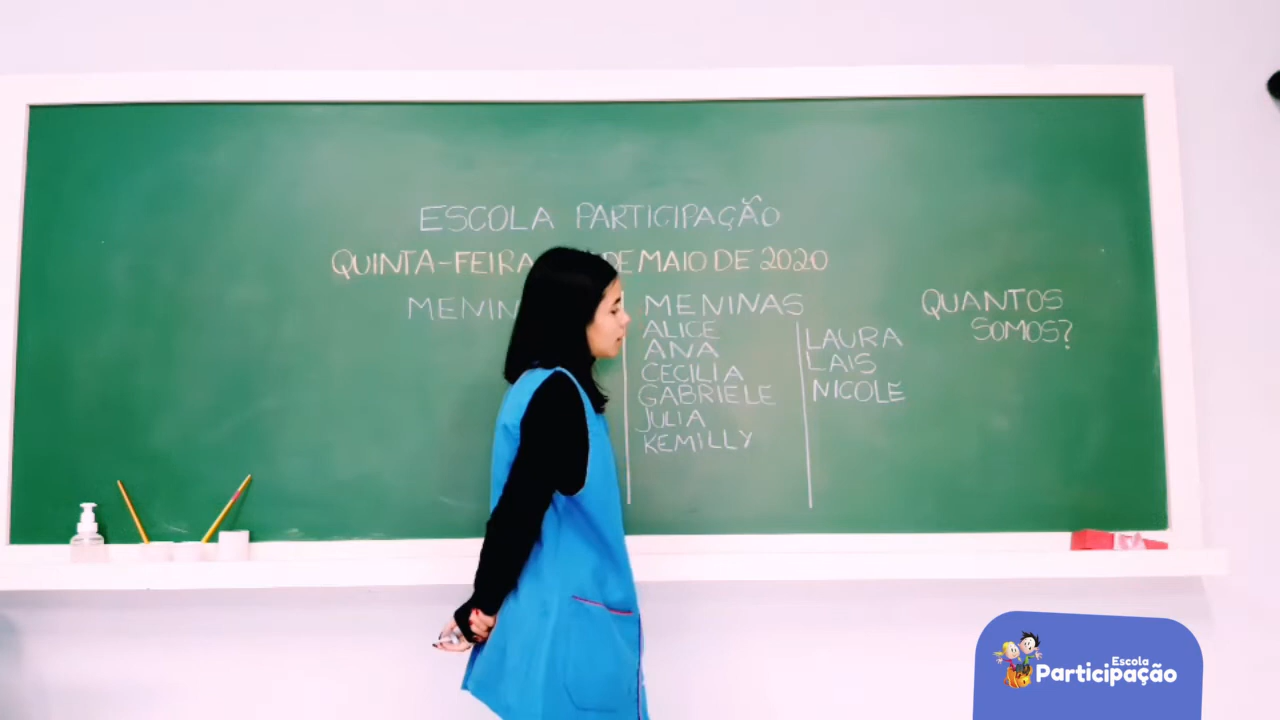 ESCOLA PARTICIPAÇÃO
QUINTA-FEIRA DE MAIO DE 2020
MENINAS
ALICE
ANA
CECILIA
GABRIELE
JULIA
KEMILLY
LAURA
LAIS
NICOLE
QUANTOS
SOMOS?
Escola
Participação